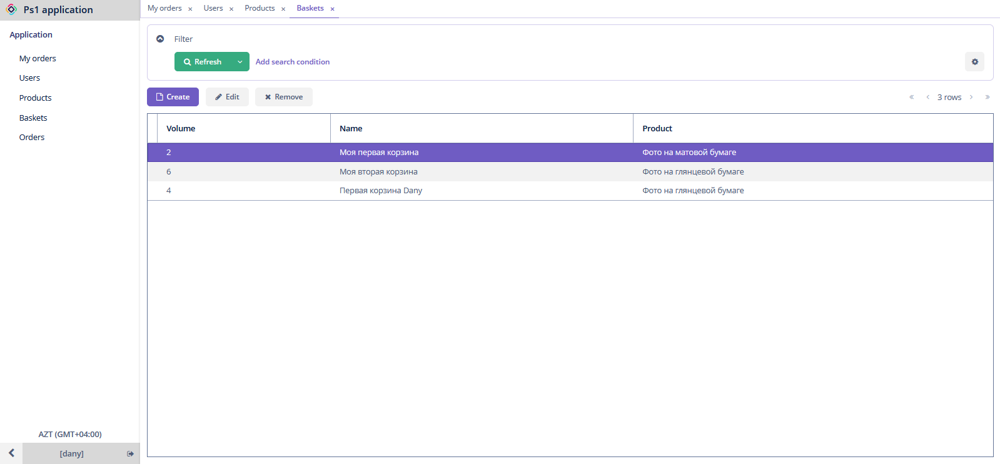 Ps1 application
My orders × Users × Products × Baskets ×
Application
My orders
Users
Products
Baskets
Orders
Filter
Refresh Add search condition
Create Edit Remove
« ‹ 3 rows › »
Volume Name Product
2 Моя первая корзина Фото на матовой бумаге
6 Моя вторая корзина Фото на глянцевой бумаге
4 Первая корзина Dany Фото на глянцевой бумаге
AZT (GMT+04:00)
[dany]